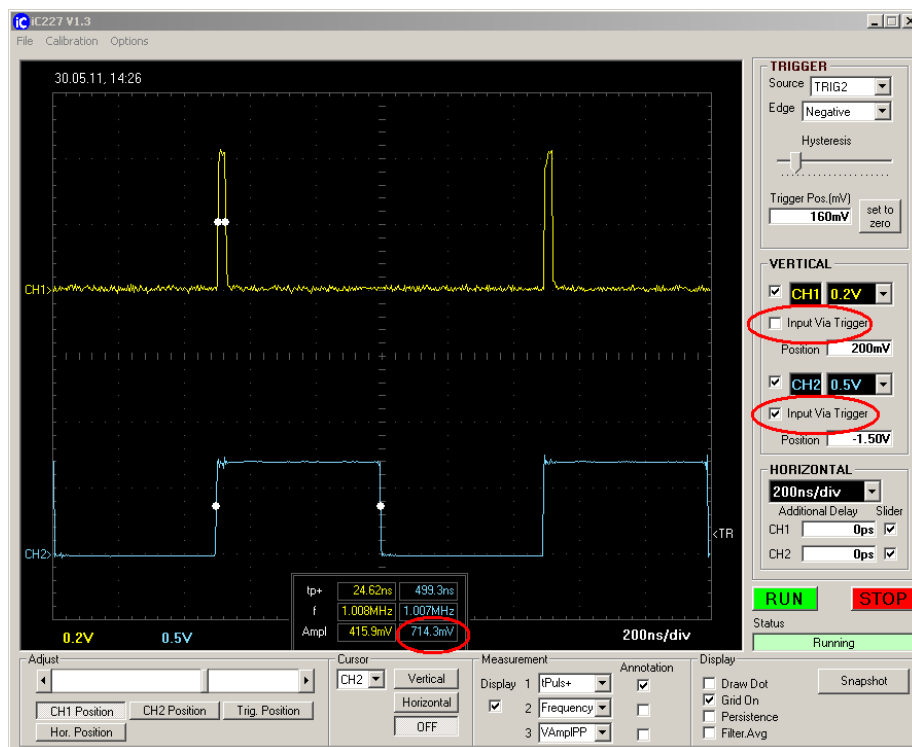 iC iC227 V1.3
File Calibration Options
30.05.11, 14:26
CH1>
CH2>
<TR
tp+ 24.62ns 499.3ns
f 1.008MHz 1.007MHz
Ampl 415.9mV 714.3mV
0.2V 0.5V 200ns/div
TRIGGER
Source TRIG2
Edge Negative
Hysteresis
Trigger Pos.(mV)
160mV set to zero
VERTICAL
CH1 0.2V
Input Via Trigger
Position 200mV
CH2 0.5V
Input Via Trigger
Position -1.50V
HORIZONTAL
200ns/div
Additional Delay Slider
CH1 0ps
CH2 0ps
RUN STOP
Status
Running
Adjust
CH1 Position CH2 Position Trig. Position
Hor. Position
Cursor
CH2 Vertical
Horizontal
OFF
Measurement
Annotation
Display 1 tPuls+
2 Frequency
3 VAmplPP
Display
Draw Dot
Grid On
Persistence
Filter.Avg
Snapshot